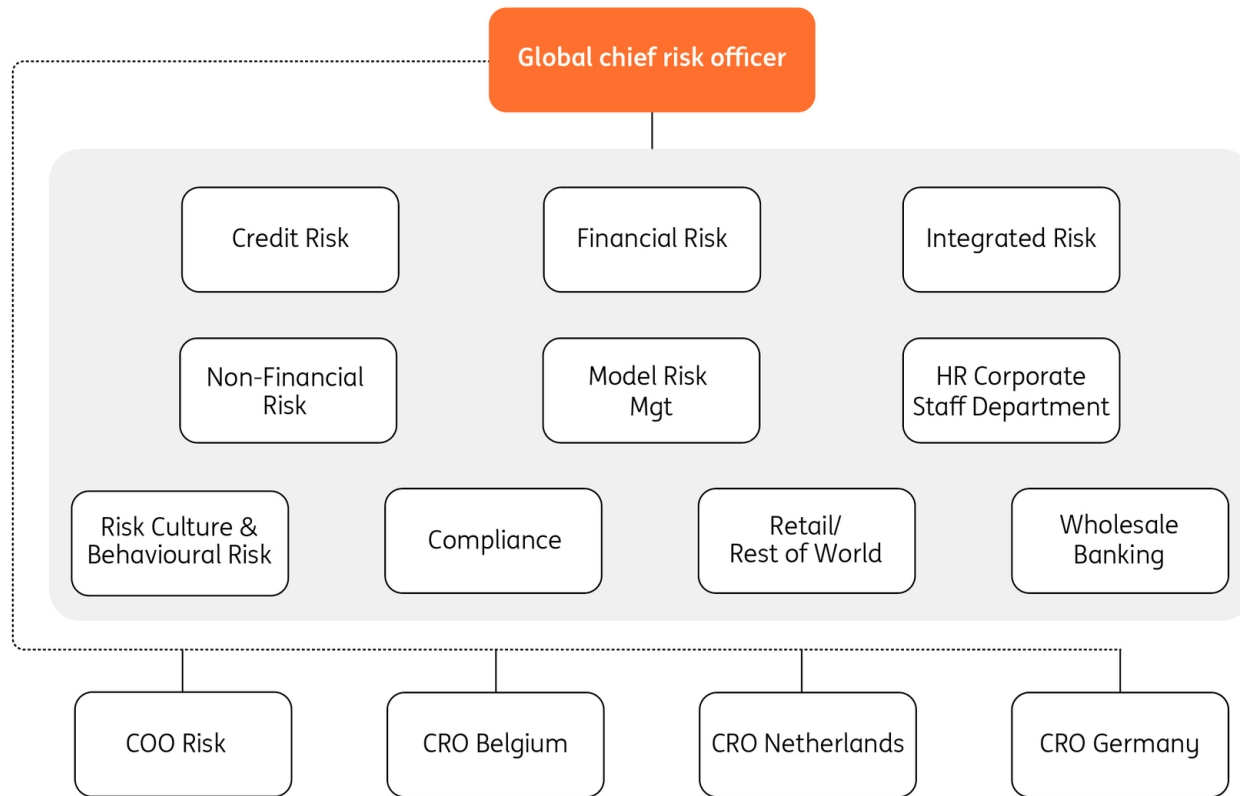 Global chief risk officer
Credit Risk
Financial Risk
Integrated Risk
Non-Financial
Risk
Model Risk
Mgt
HR Corporate
Staff Department
Risk Culture &
Behavioural Risk
Compliance
Retail/
Rest of World
Wholesale
Banking
COO Risk
CRO Belgium
CRO Netherlands
CRO Germany